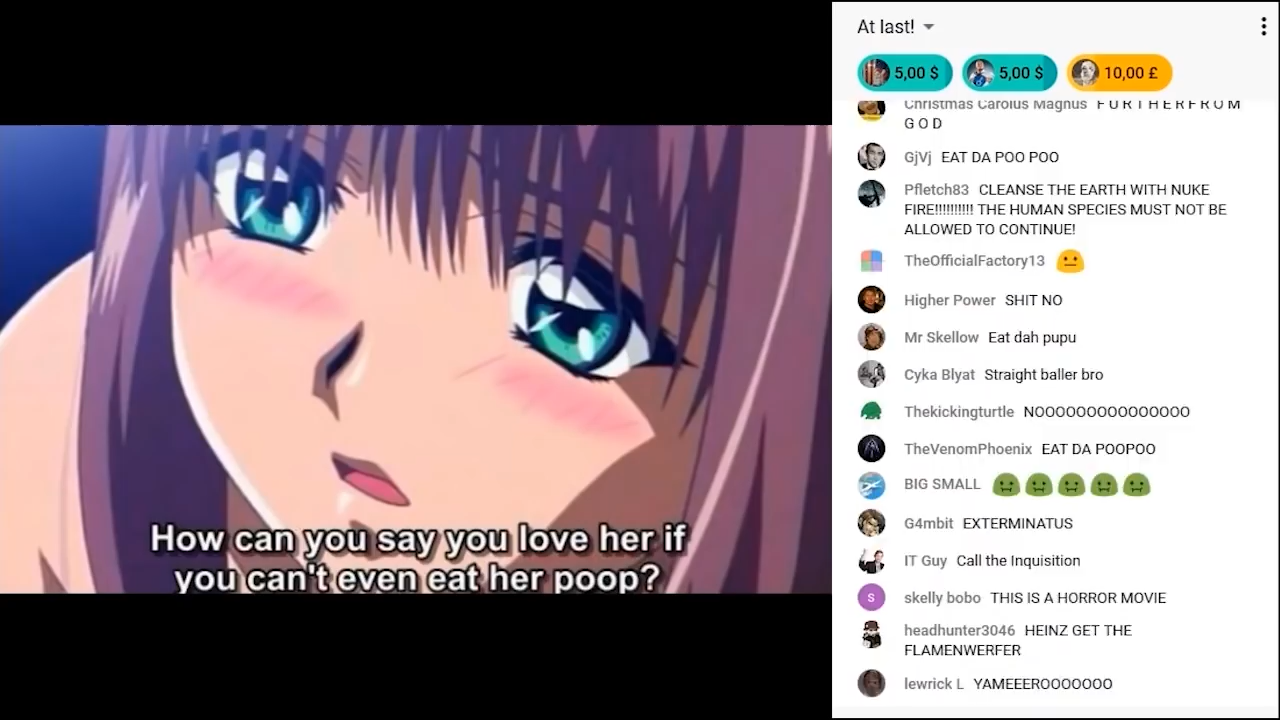 At last!
5,00 $
5,00 $
10,00 £
Christmas Carolus Magnus F U R T H E R F R O M
G O D
GjVj EAT DA POO POO
Pfletch83 CLEANSE THE EARTH WITH NUKE
FIRE!!!!!!!!!! THE HUMAN SPECIES MUST NOT BE
ALLOWED TO CONTINUE!
TheOfficialFactory13
Higher Power SHIT NO
Mr Skellow Eat dah pupu
Cyka Blyat Straight baller bro
Thekickingturtle NOOOOOOOOOOOOOOO
TheVenomPhoenix EAT DA POOPOO
BIG SMALL
G4mbit EXTERMINATUS
IT Guy Call the Inquisition
S
skelly bobo THIS IS A HORROR MOVIE
headhunter3046 HEINZ GET THE
FLAMENWERFER
lewrick L YAMEEEROOOOOOO
How can you say you love her if
you can't even eat her poop?